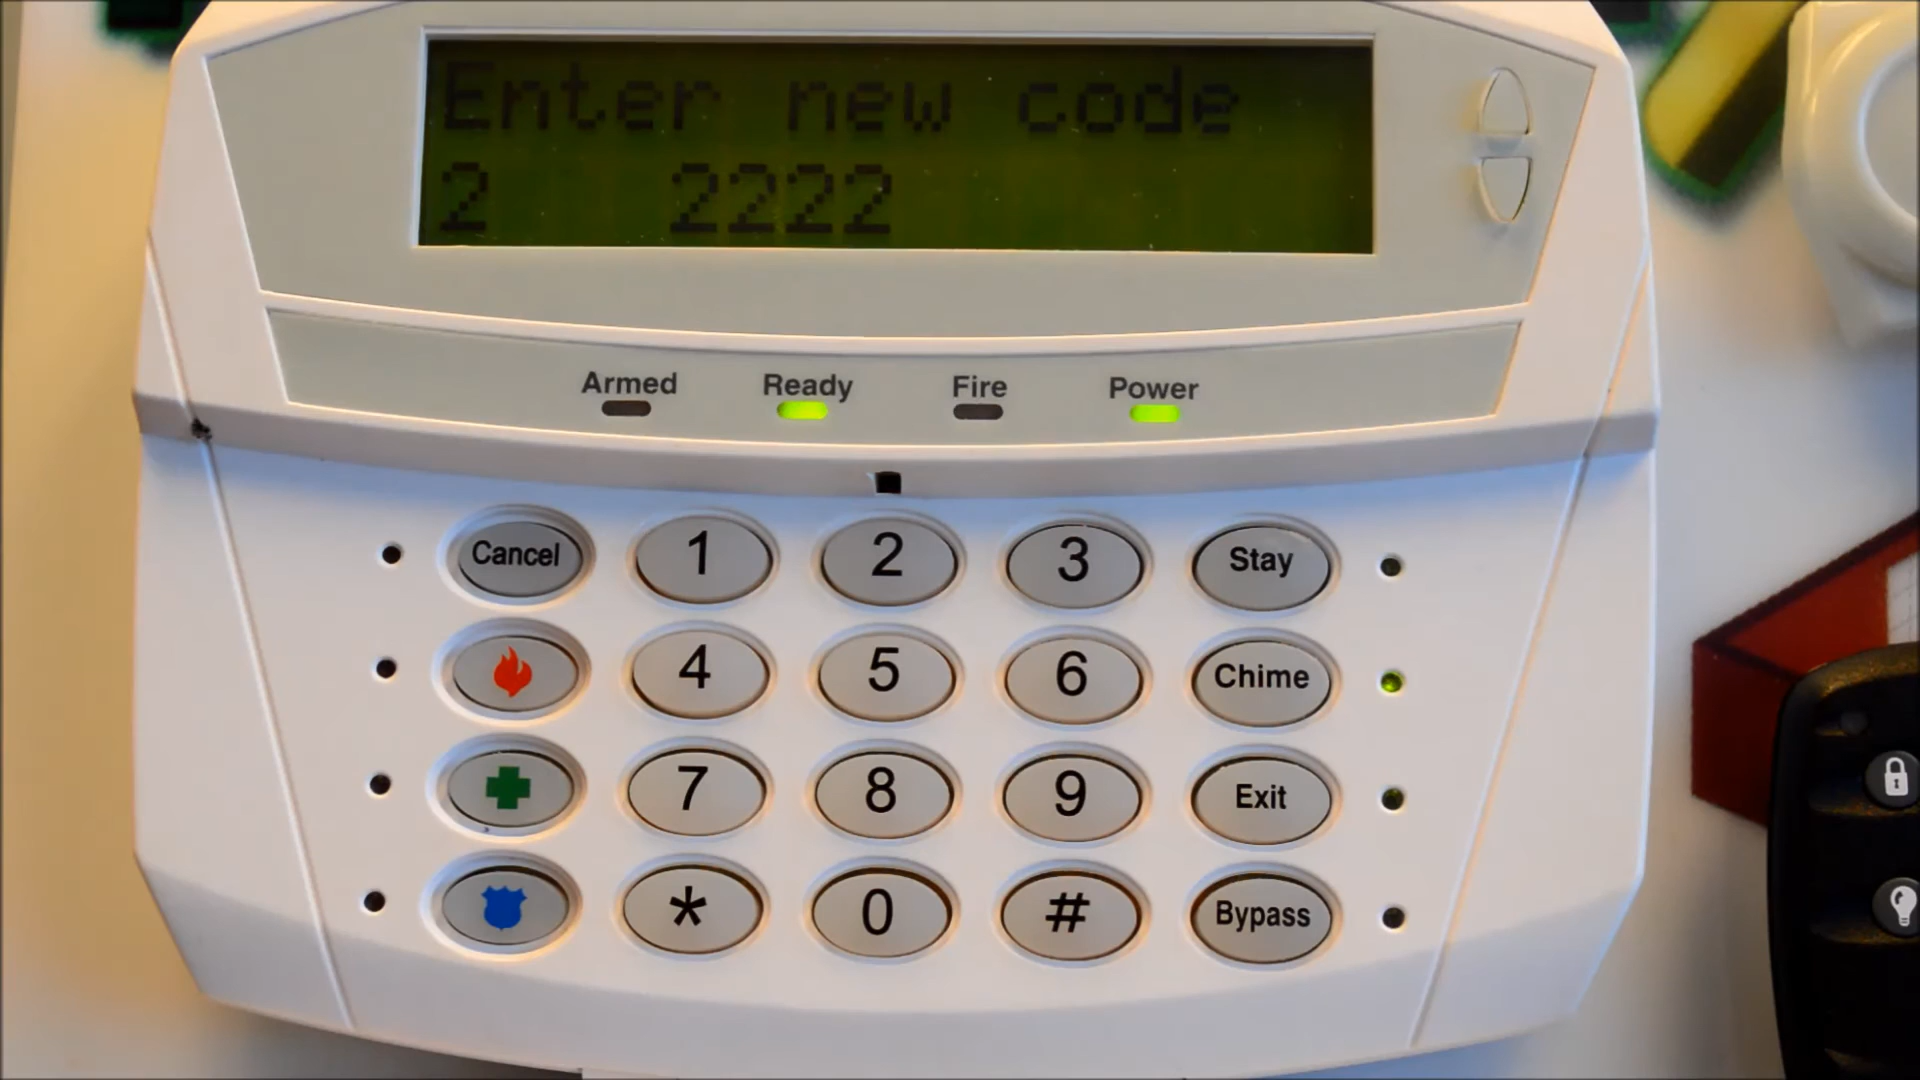 Enter new code
2 2222
Armed Ready Fire Power
Cancel 1 2 3 Stay
4 5 6 Chime
7 8 9 Exit
* 0 # Bypass